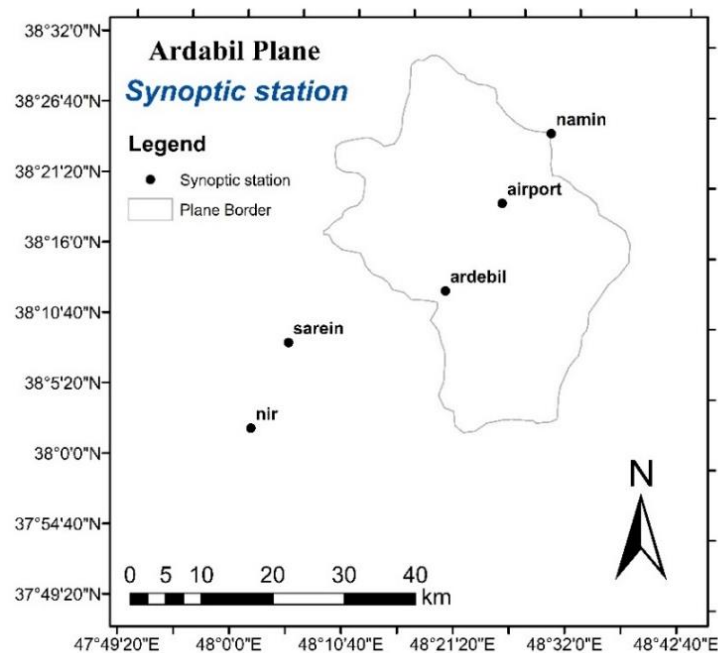 Ardabil Plane
Synoptic station
Legend
Synoptic station
Plane Border
namin
airport
ardebil
sarein
nir
N
0 5 10 20 30 40
km
38°32'0"N
38°26'40"N
38°21'20"N
38°16'0"N
38°10'40"N
38°5'20"N
38°0'0"N
37°54'40"N
37°49'20"N
47°49'20"E 48°0'0"E 48°10'40"E 48°21'20"E 48°32'0"E 48°42'40"E